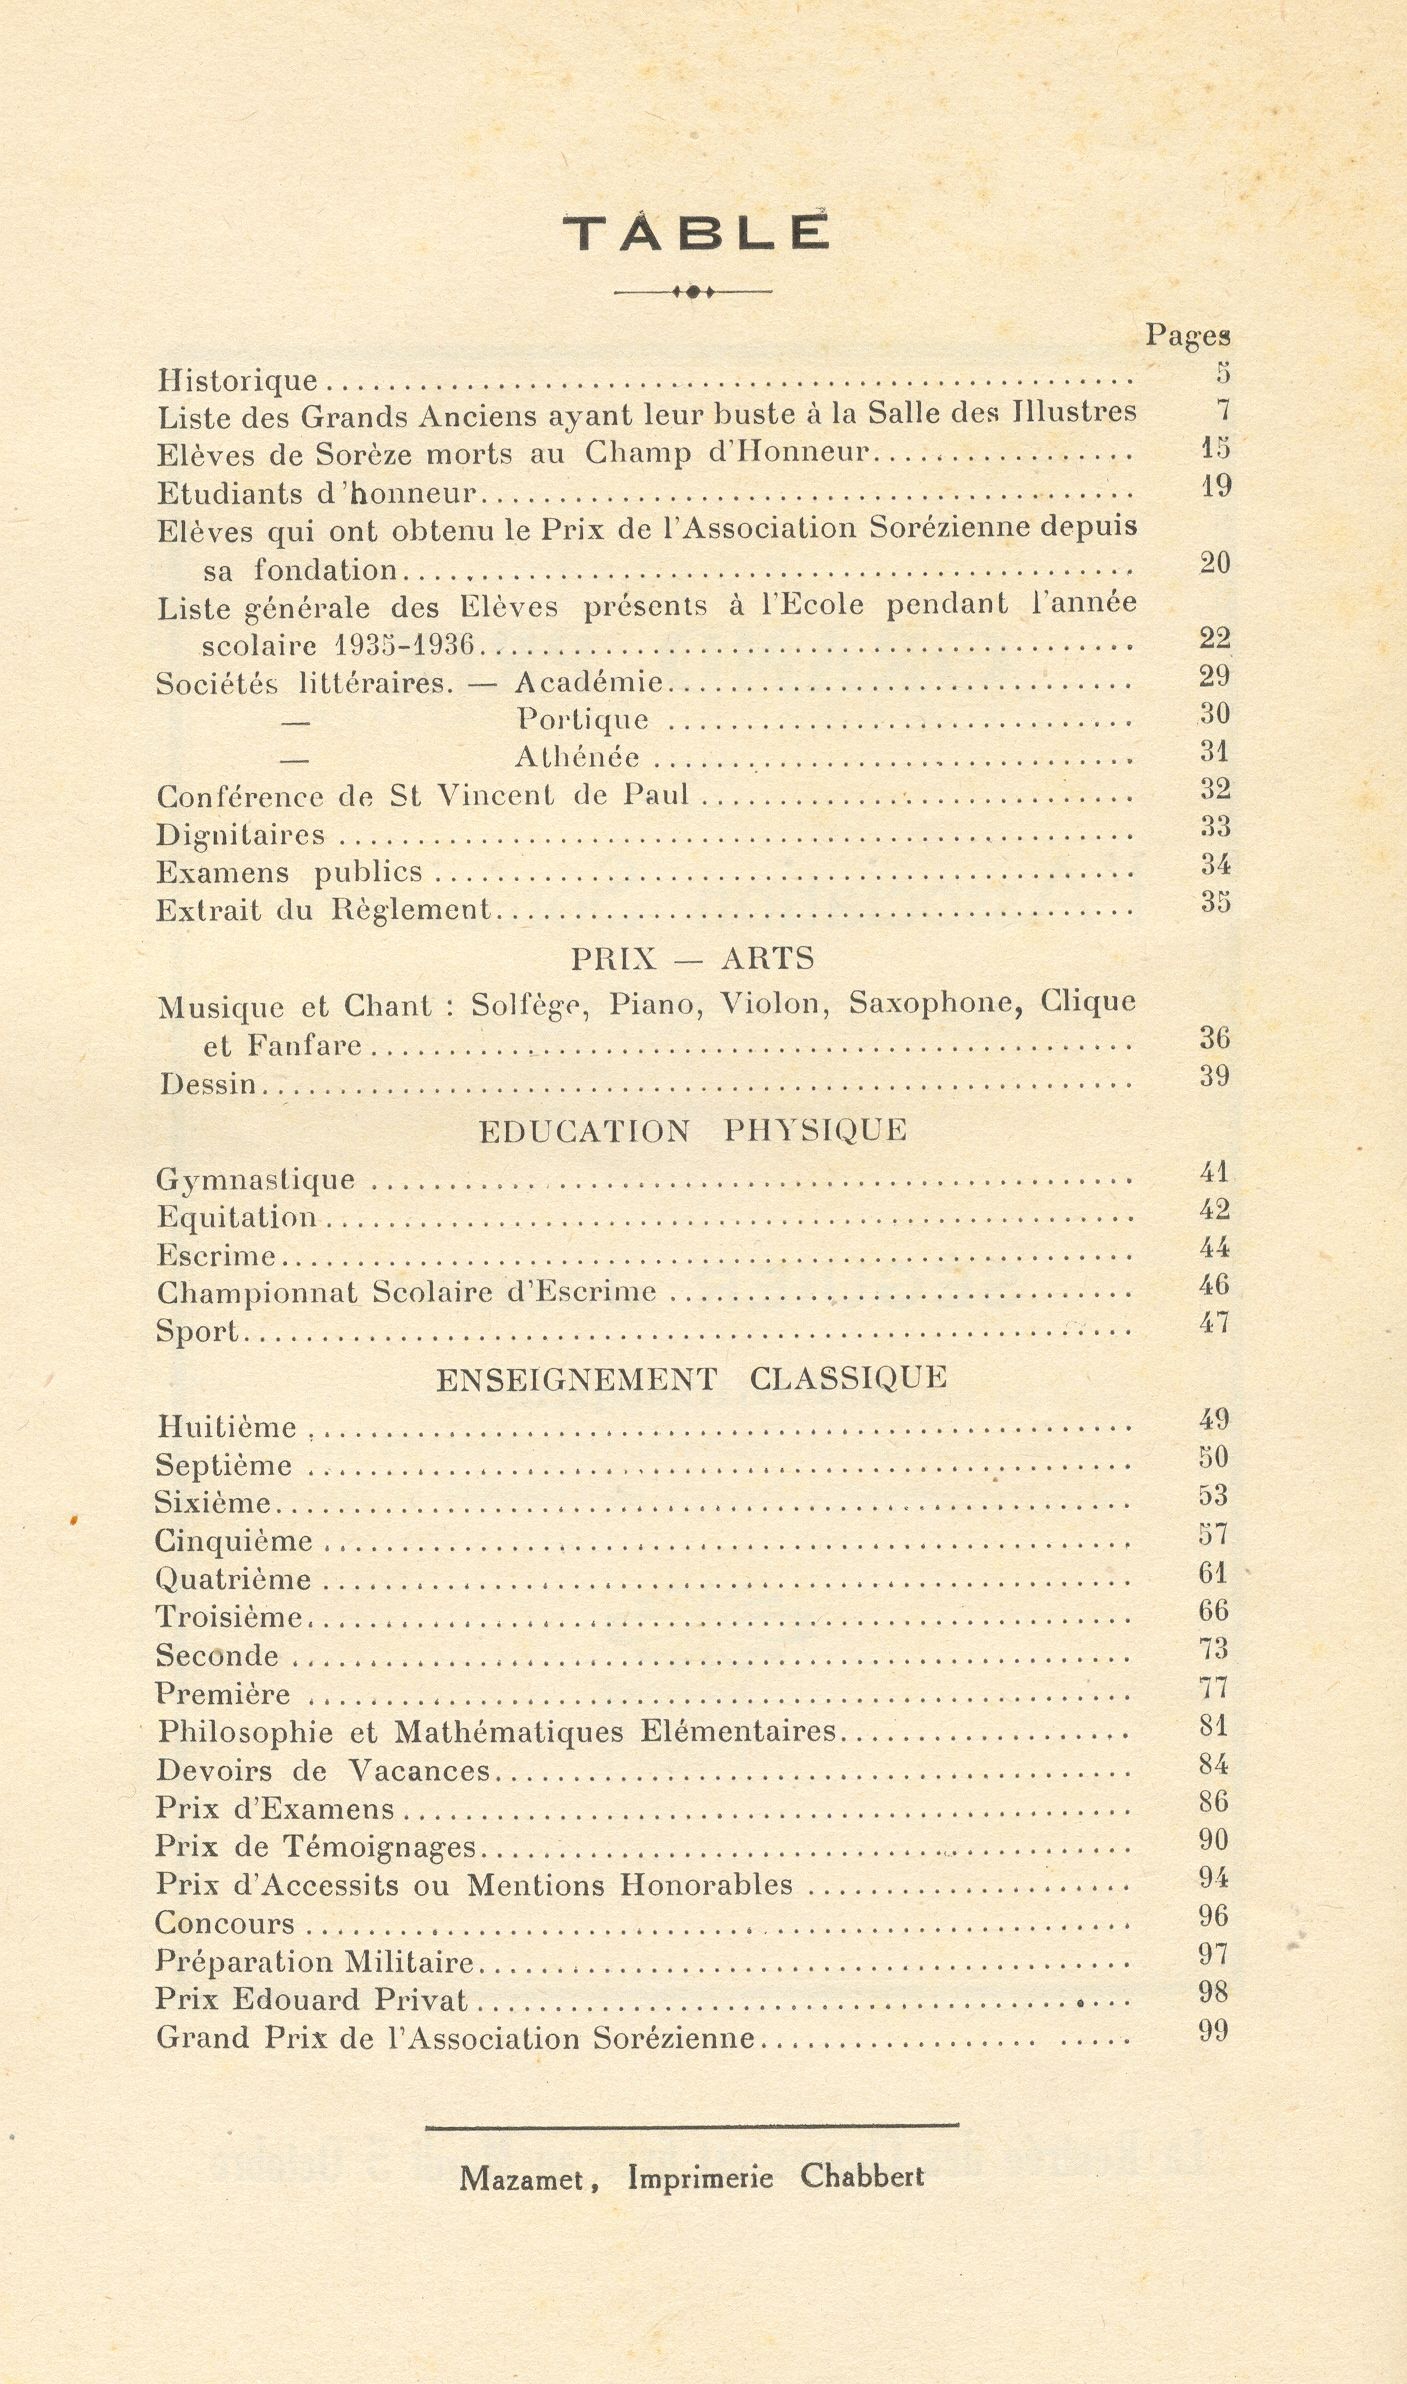 TABLE
Pages
Historique.................................................... 5
Liste des Grands Anciens ayant leur buste à la Salle des Illustres 7
Elèves de Sorèze morts au Champ d'Honneur................. 15
Etudiants d'honneur.......................................... 19
Elèves qui ont obtenu le Prix de l'Association Sorézienne depuis
sa fondation............................................... 20
Liste générale des Elèves présents à l'Ecole pendant l'année
scolaire 1935-1936.......................................... 22
Sociétés littéraires. — Académie.............................. 29
— Portique .............................. 30
— Athénée ............................... 31
Conférence de St Vincent de Paul ............................ 32
Dignitaires ................................................... 33
Examens publics ............................................. 34
Extrait du Règlement......................................... 35
PRIX — ARTS
Musique et Chant : Solfège, Piano, Violon, Saxophone, Clique
et Fanfare................................................. 36
Dessin........................................................ 39
EDUCATION PHYSIQUE
Gymnastique ................................................. 41
Equitation.................................................... 42
Escrime....................................................... 44
Championnat Scolaire d'Escrime .............................. 46
Sport......................................................... 47
ENSEIGNEMENT CLASSIQUE
Huitième ..................................................... 49
Septième ..................................................... 50
Sixième....................................................... 53
Cinquième .................................................... 57
Quatrième .................................................... 61
Troisième..................................................... 66
Seconde ...................................................... 73
Première ..................................................... 77
Philosophie et Mathématiques Elémentaires................... 81
Devoirs de Vacances......................................... 84
Prix d'Examens............................................... 86
Prix de Témoignages.......................................... 90
Prix d'Accessits ou Mentions Honorables ..................... 94
Concours ..................................................... 96
Préparation Militaire.......................................... 97
Prix Edouard Privat .......................................... 98
Grand Prix de l'Association Sorézienne.................. ..... 99
Mazamet, Imprimerie Chabbert